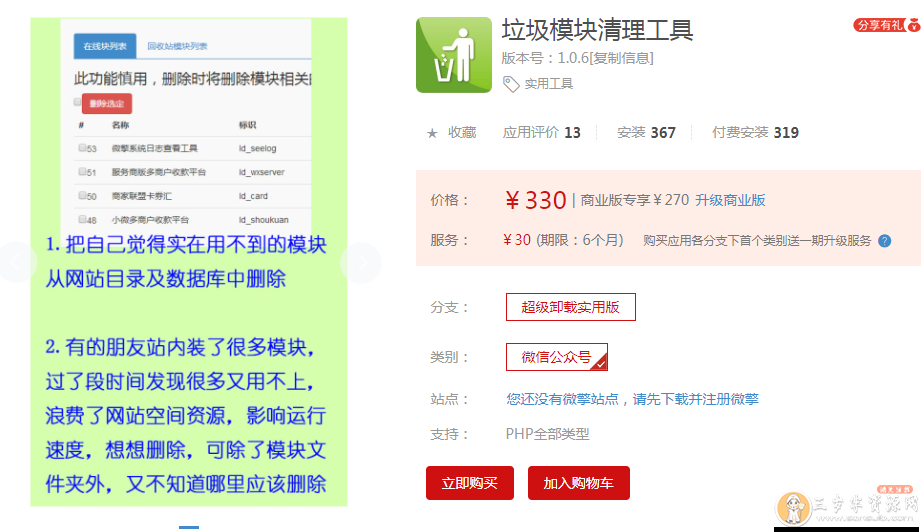 在线块列表 回收站模块列表
此功能慎用，删除时将删除模块相关
删除选定
# 名称 标识
53 微擎系统日志查看工具 ld_seelog
51 服务商版多商户收款平台 ld_wxserver
50 商家联盟卡券汇 ld_card
48 小微多商户收款平台 ld_shoukuan
1.把自己觉得实在用不到的模块
从网站目录及数据库中删除
2.有的朋友站内装了很多模块，
过了段时间发现很多又用不上，
浪费了网站空间资源，影响运行
速度，想想删除，可除了模块文
件夹外，又不知道哪里应该删除
垃圾模块清理工具
分享有礼
版本号：1.0.6[复制信息]
实用工具
★ 收藏 应用评价 13 安装 367 付费安装 319
价格： ￥330 | 商业版专享￥270 升级商业版
服务： ￥30 (期限：6个月) 购买应用各分支下首个类别送一期升级服务 ?
分支： 超级卸载实用版
类别： 微信公众号
站点： 您还没有微擎站点，请先下载并注册微擎
支持： PHP全部类型
立即购买 加入购物车